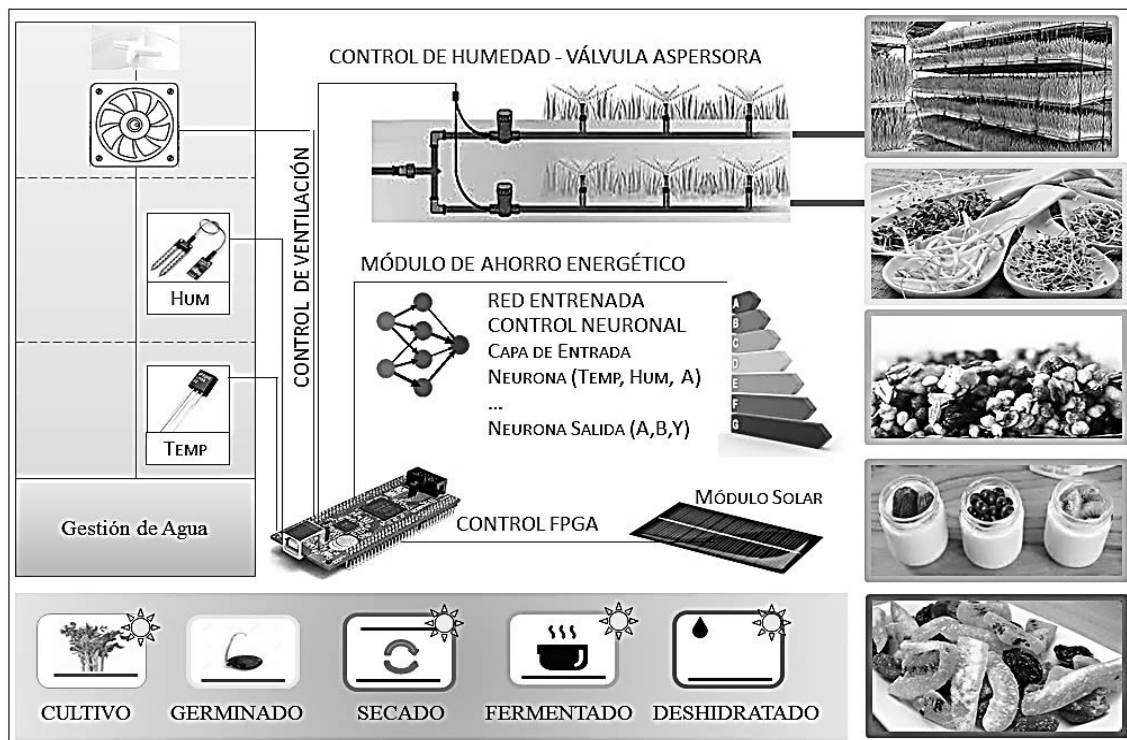 CONTROL DE HUMEDAD - VÁLVULA ASPERSORA
CONTROL DE VENTILACIÓN
HUM
TEMP
Gestión de Agua
MÓDULO DE AHORRO ENERGÉTICO
RED ENTRENADA
CONTROL NEURONAL
CAPA DE ENTRADA
NEURONA (TEMP, HUM, A)
...
NEURONA SALIDA (A,B,Y)
A
B
C
D
E
F
G
MÓDULO SOLAR
CONTROL FPGA
CULTIVO
GERMINADO
SECADO
FERMENTADO
DESHIDRATADO